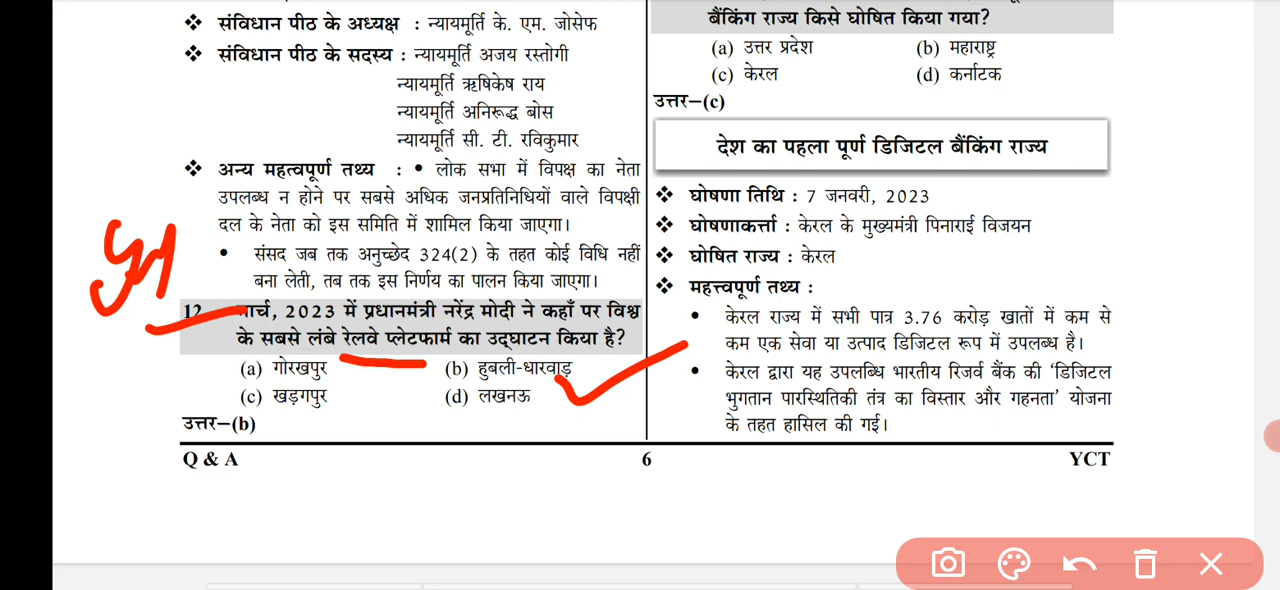 ❖ संविधान पीठ के अध्यक्ष : न्यायमूर्ति के. एम. जोसेफ
❖ संविधान पीठ के सदस्य : न्यायमूर्ति अजय रस्तोगी
न्यायमूर्ति ऋषिकेष राय
न्यायमूर्ति अनिरूद्ध बोस
न्यायमूर्ति सी. टी. रविकुमार
❖ अन्य महत्वपूर्ण तथ्य : • लोक सभा में विपक्ष का नेता
उपलब्ध न होने पर सबसे अधिक जनप्रतिनिधियों वाले विपक्षी
दल के नेता को इस समिति में शामिल किया जाएगा।
• संसद जब तक अनुच्छेद 324(2) के तहत कोई विधि नहीं
बना लेती, तब तक इस निर्णय का पालन किया जाएगा।
12. मार्च, 2023 में प्रधानमंत्री नरेंद्र मोदी ने कहाँ पर विश्व
के सबसे लंबे रेलवे प्लेटफार्म का उद्घाटन किया है?
(a) गोरखपुर (b) हुबली-धारवाड़
(c) खड़गपुर (d) लखनऊ
उत्तर–(b)
बैंकिंग राज्य किसे घोषित किया गया?
(a) उत्तर प्रदेश (b) महाराष्ट्र
(c) केरल (d) कर्नाटक
उत्तर–(c)
देश का पहला पूर्ण डिजिटल बैंकिंग राज्य
❖ घोषणा तिथि : 7 जनवरी, 2023
❖ घोषणाकर्त्ता : केरल के मुख्यमंत्री पिनाराई विजयन
❖ घोषित राज्य : केरल
❖ महत्त्वपूर्ण तथ्य :
• केरल राज्य में सभी पात्र 3.76 करोड़ खातों में कम से
कम एक सेवा या उत्पाद डिजिटल रूप में उपलब्ध है।
• केरल द्वारा यह उपलब्धि भारतीय रिजर्व बैंक की 'डिजिटल
भुगतान पारस्थितिकी तंत्र का विस्तार और गहनता' योजना
के तहत हासिल की गई।
Q & A 6 YCT